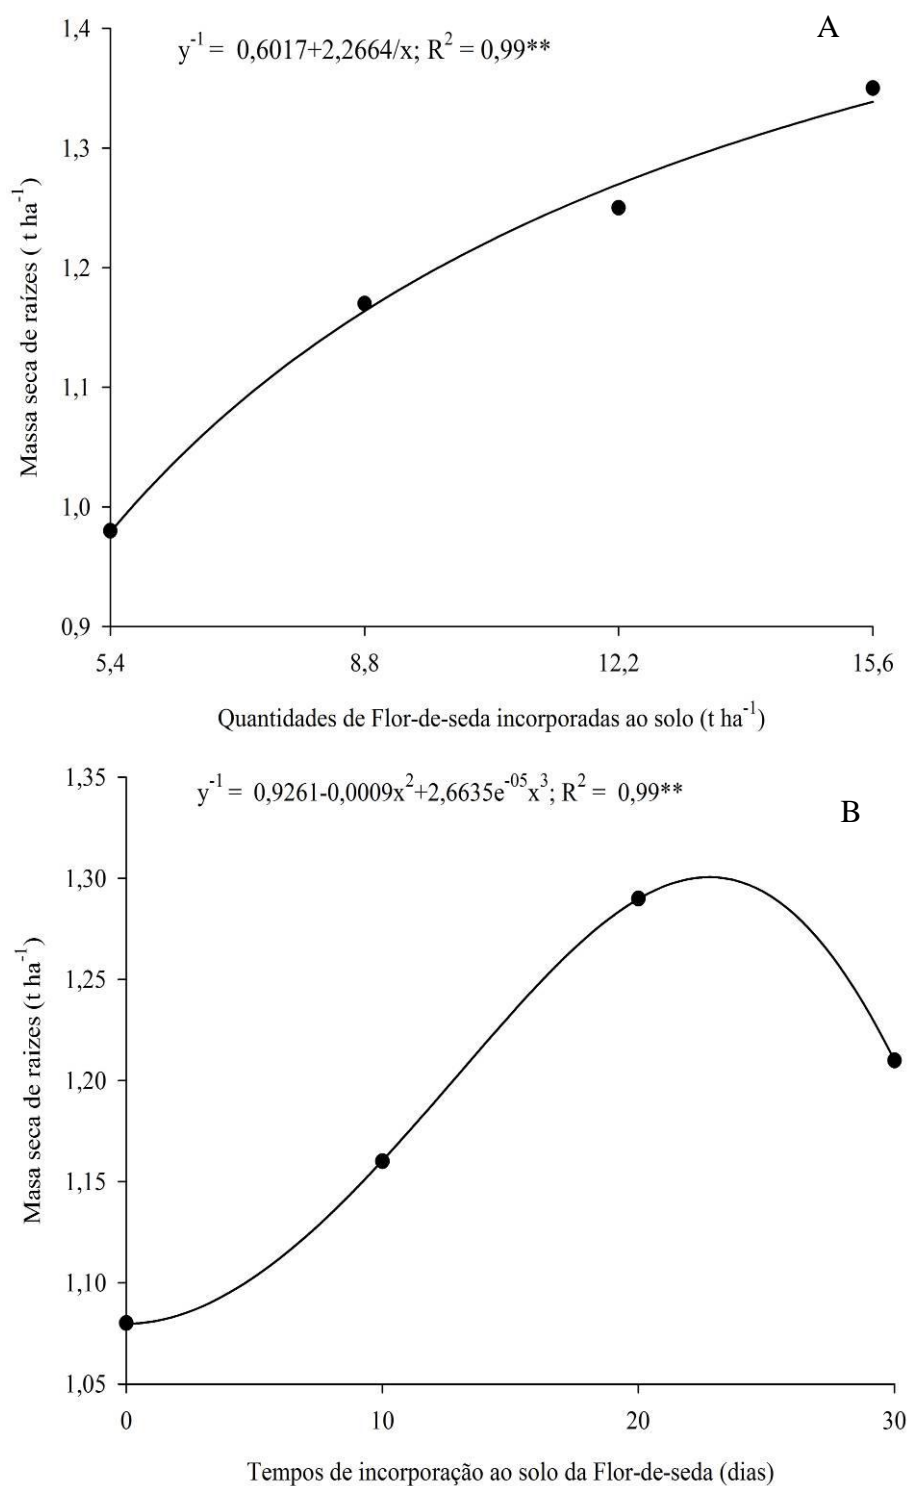 y⁻¹ = 0,6017+2,2664/x; R² = 0,99**
A
1,4
1,3
1,2
1,1
1,0
0,9
Massa seca de raízes ( t ha⁻¹)
5,4 8,8 12,2 15,6
Quantidades de Flor-de-seda incorporadas ao solo (t ha⁻¹)
y⁻¹ = 0,9261-0,0009x²+2,6635e⁻⁰⁵x³; R² = 0,99**
B
1,35
1,30
1,25
1,20
1,15
1,10
1,05
Masa seca de raizes (t ha⁻¹)
0 10 20 30
Tempos de incorporação ao solo da Flor-de-seda (dias)